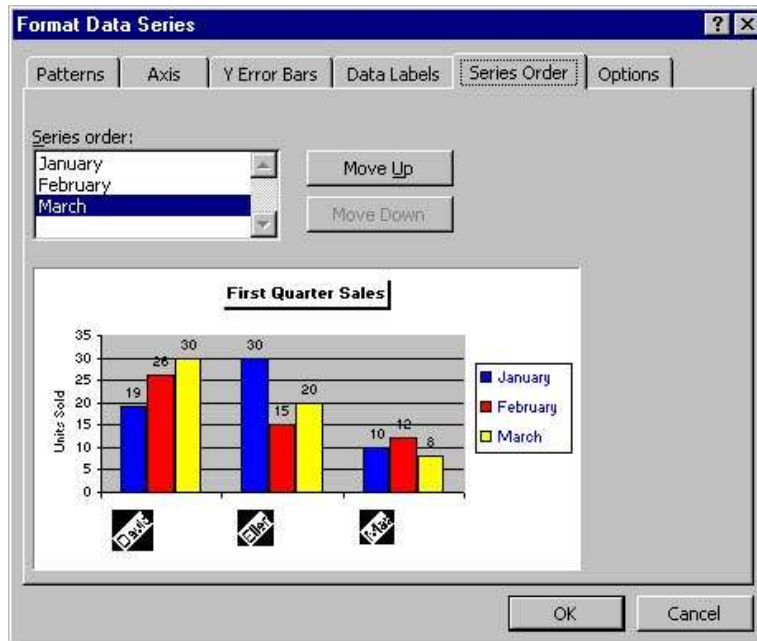 Format Data Series
Patterns Axis Y Error Bars Data Labels Series Order Options
Series order:
January
February
March
Move Up
Move Down
First Quarter Sales
Units Sold
35
30
25
20
15
10
5
0
19 26 30
30 15 20
10 12 8
Ellen
January
February
March
OK Cancel